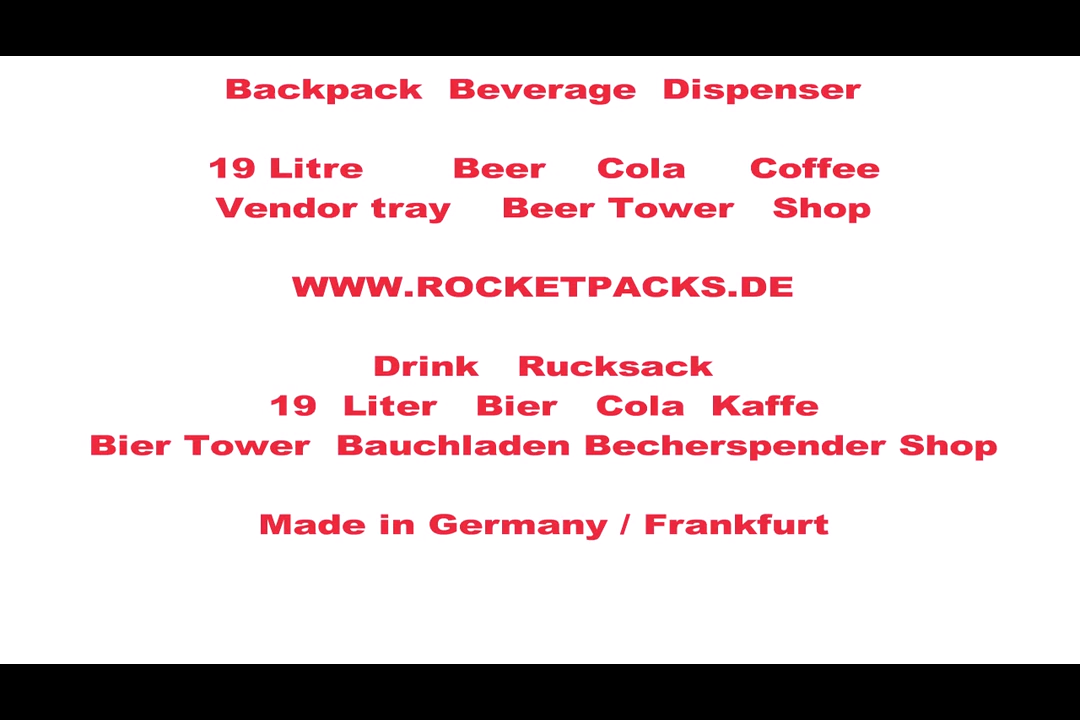 Backpack Beverage Dispenser
19 Litre Beer Cola Coffee
Vendor tray Beer Tower Shop
WWW.ROCKETPACKS.DE
Drink Rucksack
19 Liter Bier Cola Kaffe
Bier Tower Bauchladen Becherspender Shop
Made in Germany / Frankfurt